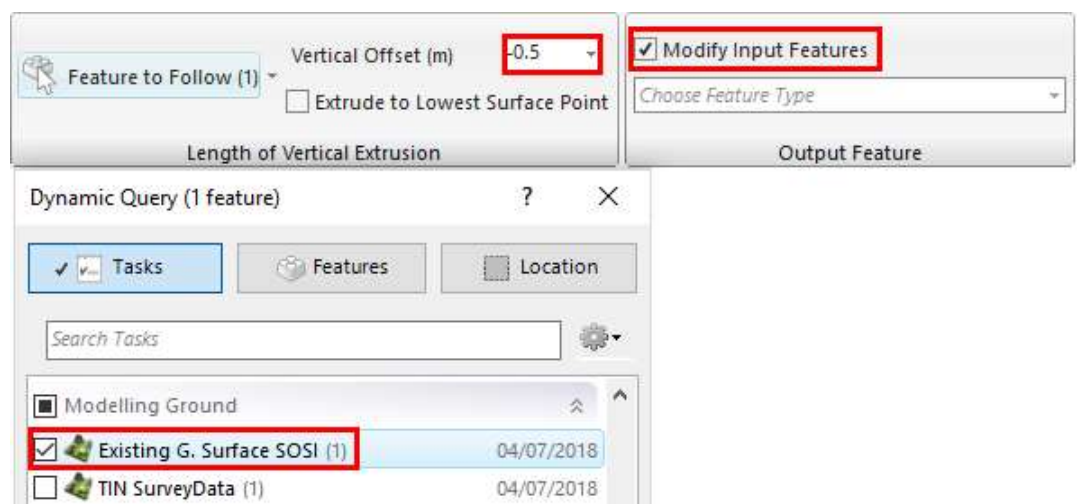 Feature to Follow (1)
Vertical Offset (m) -0.5
Extrude to Lowest Surface Point
Length of Vertical Extrusion
Modify Input Features
Choose Feature Type
Output Feature
Dynamic Query (1 feature) ?
Tasks Features Location
Search Tasks
Modelling Ground
Existing G. Surface SOSI (1) 04/07/2018
TIN SurveyData (1) 04/07/2018